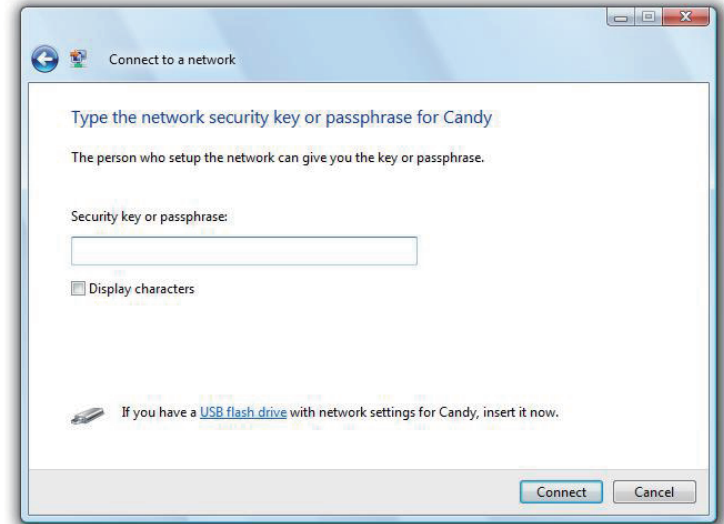 Connect to a network
Type the network security key or passphrase for Candy
The person who setup the network can give you the key or passphrase.
Security key or passphrase:
Display characters
If you have a USB flash drive with network settings for Candy, insert it now.
Connect Cancel